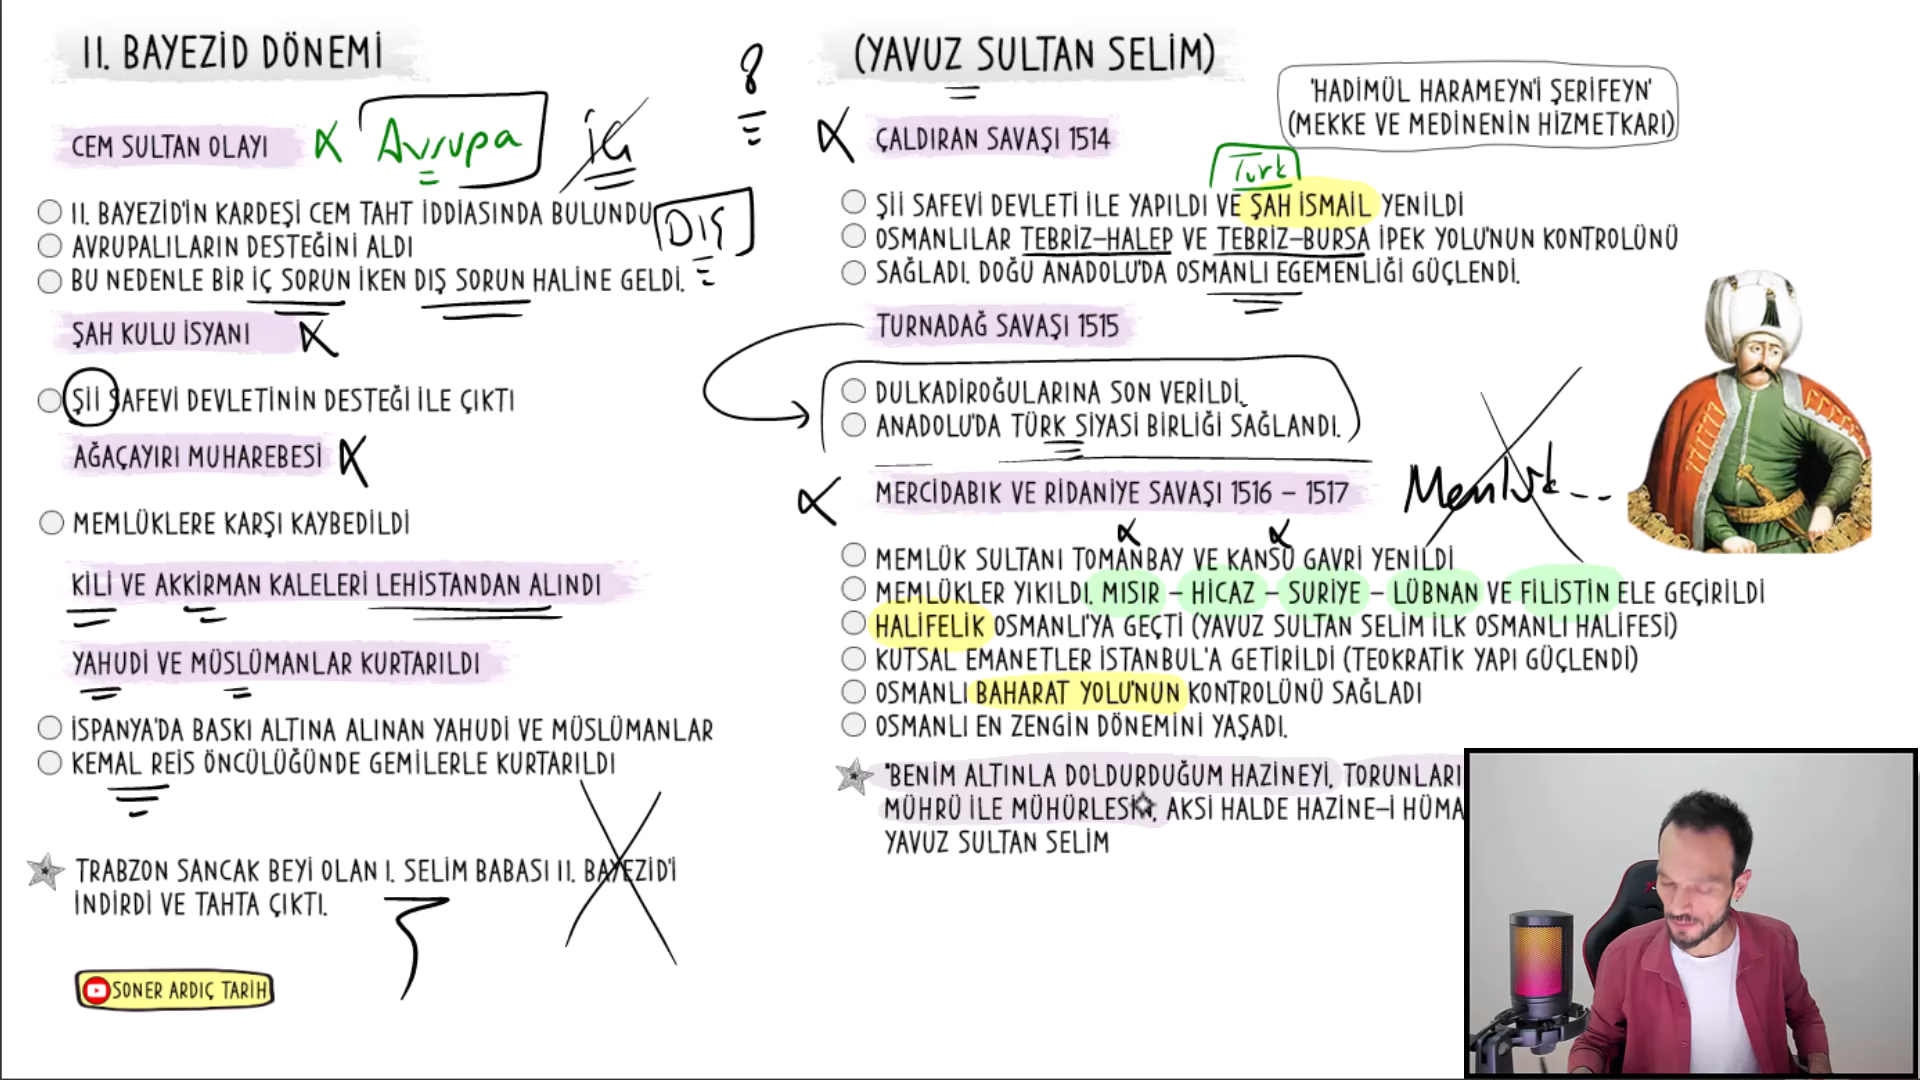 II. BAYEZİD DÖNEMİ
CEM SULTAN OLAYI
Avrupa
İç
II. BAYEZİD'İN KARDEŞİ CEM TAHT İDDİASINDA BULUNDU
DIŞ
AVRUPALILARIN DESTEĞİNİ ALDI
BU NEDENLE BİR İÇ SORUN İKEN DIŞ SORUN HALİNE GELDİ.
ŞAH KULU İSYANI
Şİİ SAFEVİ DEVLETİNİN DESTEĞİ İLE ÇIKTI
AĞAÇAYIRI MUHAREBESİ
MEMLÜKLERE KARŞI KAYBEDİLDİ
KİLİ VE AKKİRMAN KALELERİ LEHİSTANDAN ALINDI
YAHUDİ VE MÜSLÜMANLAR KURTARILDI
İSPANYA'DA BASKI ALTINA ALINAN YAHUDİ VE MÜSLÜMANLAR
KEMAL REİS ÖNCÜLÜĞÜNDE GEMİLERLE KURTARILDI
TRABZON SANCAK BEYİ OLAN I. SELİM BABASI II. BAYEZİD'İ
İNDİRDİ VE TAHTA ÇIKTI.
SONER ARDIÇ TARİH
8
(YAVUZ SULTAN SELİM)
'HADİMÜL HARAMEYN'İ ŞERİFEYN'
(MEKKE VE MEDİNENİN HİZMETKARI)
ÇALDIRAN SAVAŞI 1514
Türk
Şİİ SAFEVİ DEVLETİ İLE YAPILDI VE ŞAH İSMAİL YENİLDİ
OSMANLILAR TEBRİZ-HALEP VE TEBRİZ-BURSA İPEK YOLU'NUN KONTROLÜNÜ
SAĞLADI. DOĞU ANADOLU'DA OSMANLI EGEMENLİĞİ GÜÇLENDİ.
TURNADAĞ SAVAŞI 1515
DULKADİROĞULARINA SON VERİLDİ.
ANADOLU'DA TÜRK SİYASİ BİRLİĞİ SAĞLANDI.
MERCİDABIK VE RİDANİYE SAVAŞI 1516 - 1517
Memlük
MEMLÜK SULTANI TOMANBAY VE KANSU GAVRİ YENİLDİ
MEMLÜKLER YIKILDI. MISIR - HİCAZ - SURİYE - LÜBNAN VE FİLİSTİN ELE GEÇİRİLDİ
HALİFELİK OSMANLI'YA GEÇTİ (YAVUZ SULTAN SELİM İLK OSMANLI HALİFESİ)
KUTSAL EMANETLER İSTANBUL'A GETİRİLDİ (TEOKRATİK YAPI GÜÇLENDİ)
OSMANLI BAHARAT YOLU'NUN KONTROLÜNÜ SAĞLADI
OSMANLI EN ZENGİN DÖNEMİNİ YAŞADI.
"BENİM ALTINLA DOLDURDUĞUM HAZİNEYİ, TORUNLARI
MÜHRÜ İLE MÜHÜRLESİN, AKSİ HALDE HAZİNE-İ HÜMA
YAVUZ SULTAN SELİM